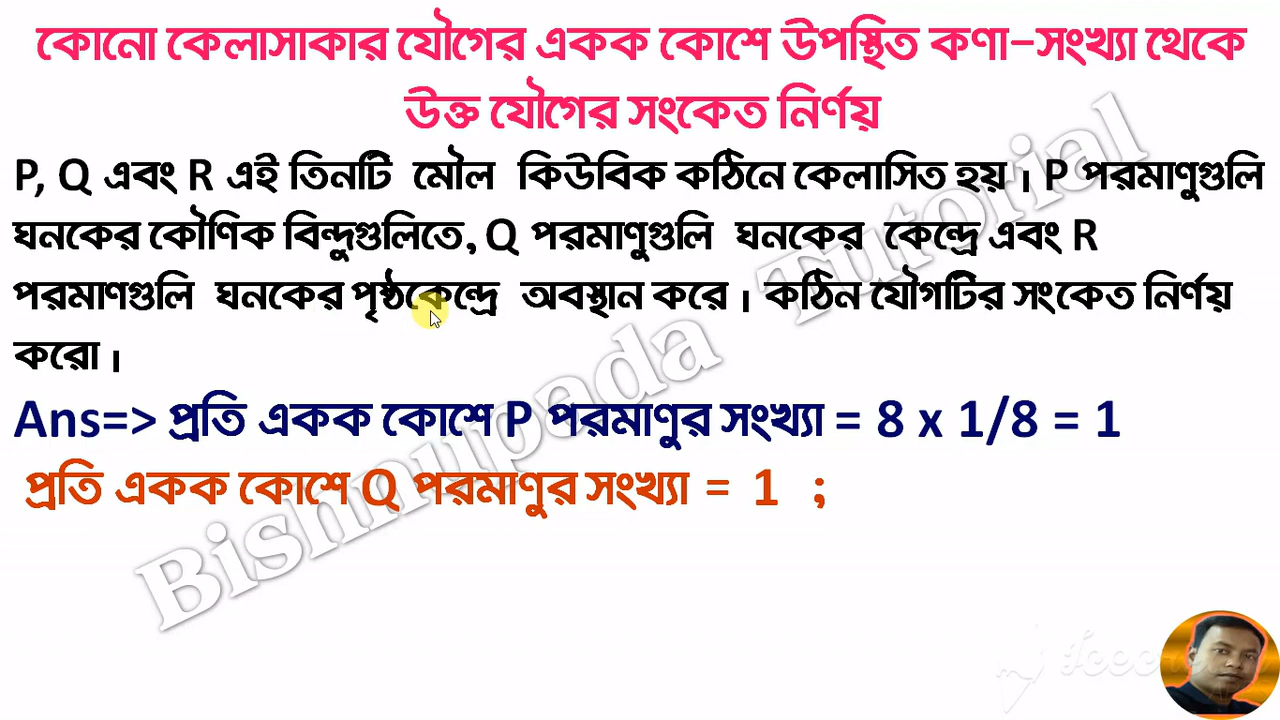 কোনো কেলাসাকার যৌগের একক কোশে উপস্থিত কণা-সংখ্যা থেকে
উক্ত যৌগের সংকেত নির্ণয়
P, Q এবং R এই তিনটি মৌল কিউবিক কঠিনে কেলাসিত হয়। P পরমাণুগুলি
ঘনকের কৌণিক বিন্দুগুলিতে, Q পরমাণুগুলি ঘনকের কেন্দ্রে এবং R
পরমাণগুলি ঘনকের পৃষ্ঠকেন্দ্রে অবস্থান করে। কঠিন যৌগটির সংকেত নির্ণয়
করো।
Ans=> প্রতি একক কোশে P পরমাণুর সংখ্যা = 8 x 1/8 = 1
প্রতি একক কোশে Q পরমাণুর সংখ্যা = 1 ;
Bishnupada Tutorial